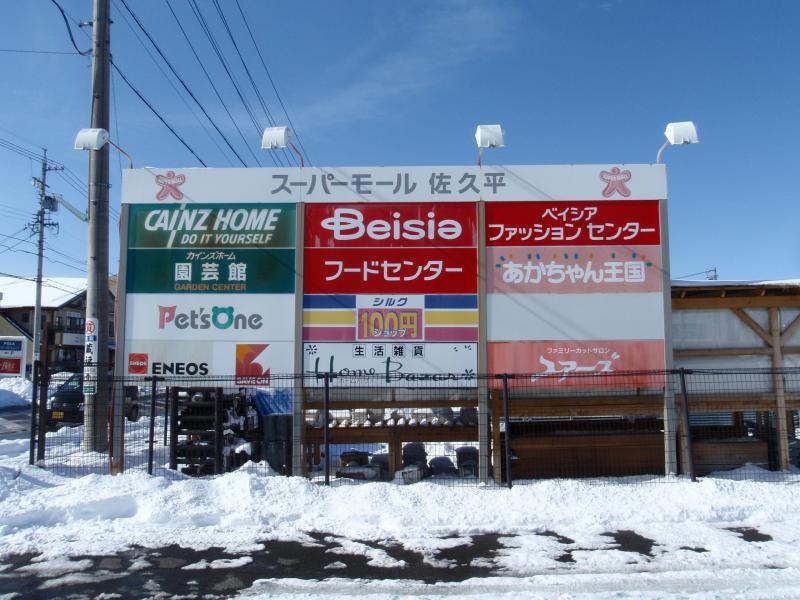 スーパーモール 佐久平
CAINZ HOME
DO IT YOURSELF
カインズホーム
園芸館
GARDEN CENTER
Pet'sOne
ENEOS
Beisia
フードセンター
シルク
100円
ショップ
生活雑貨
Home Bazar
ベイシア
ファッションセンター
あかちゃん王国
ファミリーカットサロン